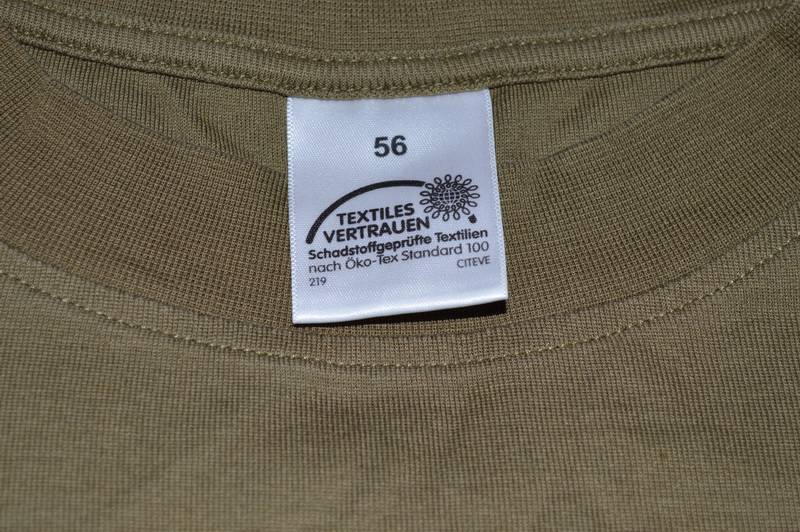 56
TEXTILES
VERTRAUEN
Schadstoffgeprüfte Textilien
nach Öko-Tex Standard 100
219 CITEVE